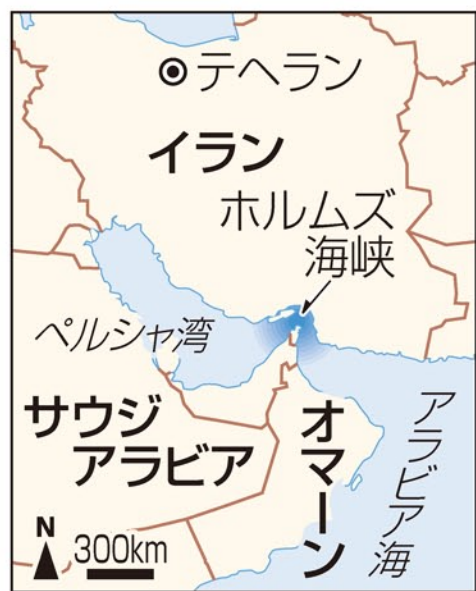 テヘラン
イラン
ホルムズ
海峡
ペルシャ湾
サウジ
アラビア
オマーン
アラビア海
N
300km